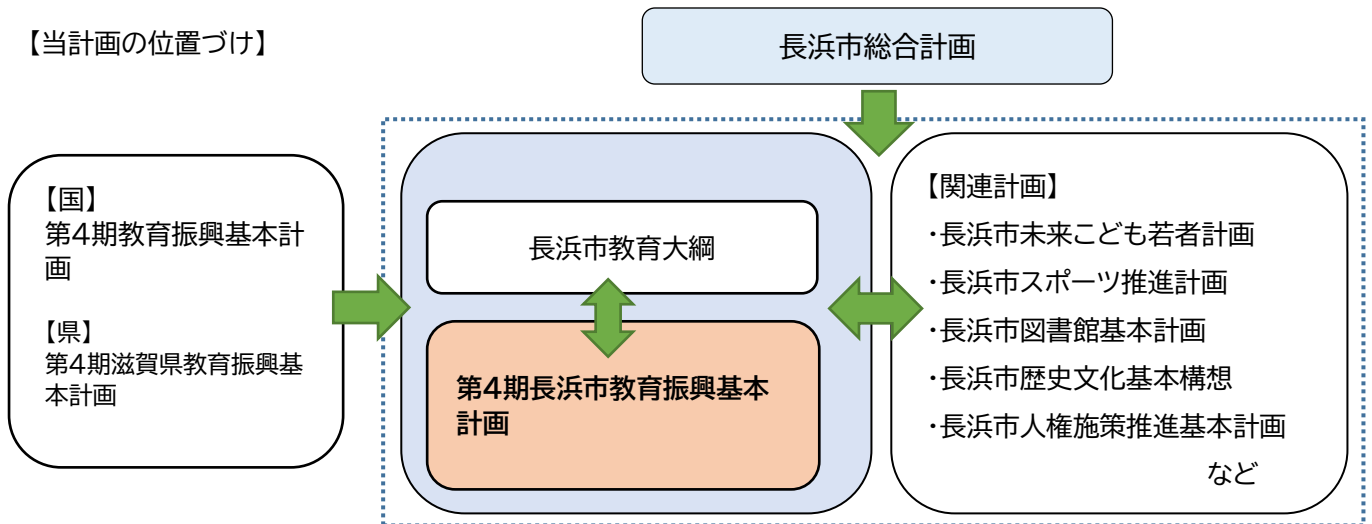 【当計画の位置づけ】
長浜市総合計画
【国】
第4期教育振興基本計
画
【県】
第4期滋賀県教育振興基
本計画
長浜市教育大綱
第4期長浜市教育振興基本
計画
【関連計画】
・長浜市未来こども若者計画
・長浜市スポーツ推進計画
・長浜市図書館基本計画
・長浜市歴史文化基本構想
・長浜市人権施策推進基本計画
など